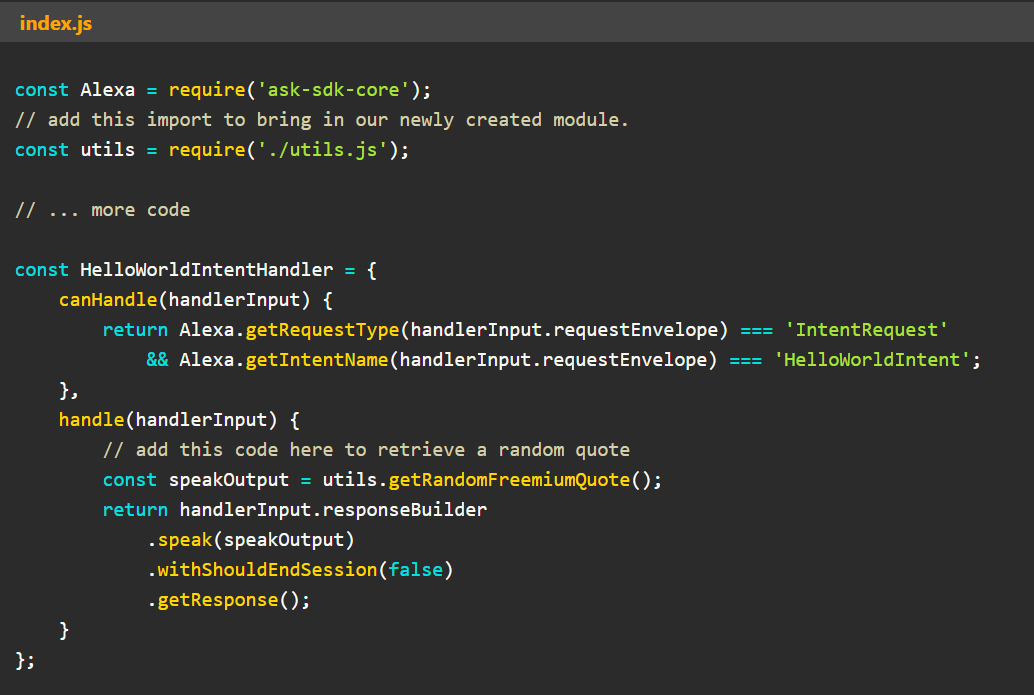 index.js
const Alexa = require('ask-sdk-core');
// add this import to bring in our newly created module.
const utils = require('./utils.js');
// ... more code
const HelloWorldIntentHandler = {
    canHandle(handlerInput) {
        return Alexa.getRequestType(handlerInput.requestEnvelope) === 'IntentRequest'
            && Alexa.getIntentName(handlerInput.requestEnvelope) === 'HelloWorldIntent';
    },
    handle(handlerInput) {
        // add this code here to retrieve a random quote
        const speakOutput = utils.getRandomFreemiumQuote();
        return handlerInput.responseBuilder
            .speak(speakOutput)
            .withShouldEndSession(false)
            .getResponse();
    }
};